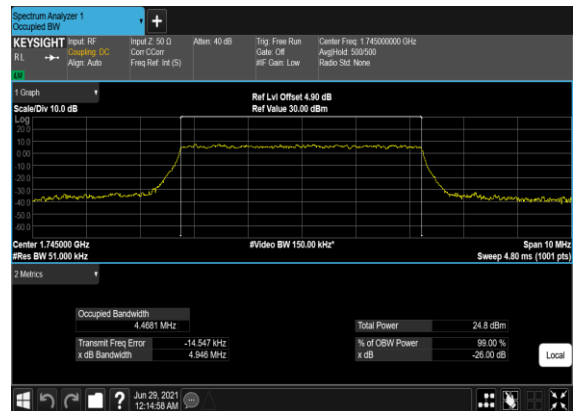 Spectrum Analyzer 1
Occupied BW
+
KEYSIGHT
RL
Input: RF
Coupling: DC
Align: Auto
Input Z: 50 Ω
Corr CCorr
Freq Ref: Int (S)
Atten: 40 dB
Trig: Free Run
Gate: Off
#IF Gain: Low
Center Freq: 1.745000000 GHz
Avg|Hold: 500/500
Radio Std: None
1 Graph
Scale/Div 10.0 dB
Ref Lvl Offset 4.90 dB
Ref Value 30.00 dBm
Log
20.0
10.0
0.00
-10.0
-20.0
-30.0
-40.0
-50.0
-60.0
Center 1.745000 GHz
#Res BW 51.000 kHz
#Video BW 150.00 kHz*
Span 10 MHz
Sweep 4.80 ms (1001 pts)
2 Metrics
Occupied Bandwidth
4.4681 MHz
Total Power 24.8 dBm
Transmit Freq Error -14.547 kHz
% of OBW Power 99.00 %
x dB Bandwidth 4.946 MHz
x dB -26.00 dB
Local
?
Jun 29, 2021
12:14:58 AM